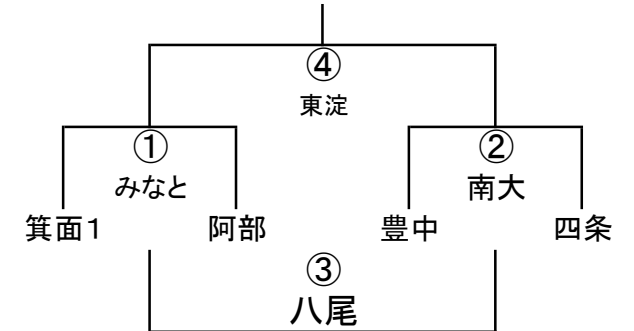 ④
東淀
① ②
みなと 南大
箕面1 阿部 豊中 四条
③
八尾